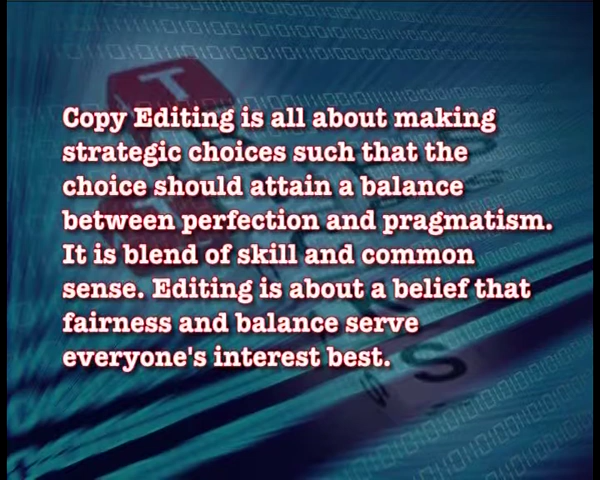 Copy Editing is all about making
strategic choices such that the
choice should attain a balance
between perfection and pragmatism.
It is blend of skill and common
sense. Editing is about a belief that
fairness and balance serve
everyone's interest best.